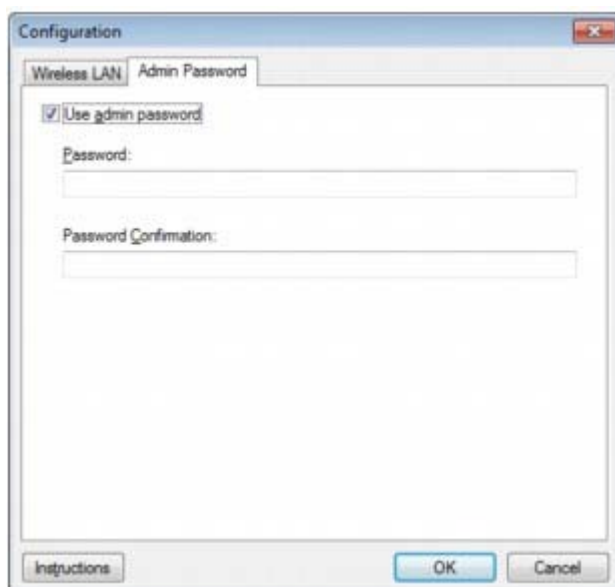 Configuration
Wireless LAN Admin Password
Use admin password
Password:
Password Confirmation:
Instructions OK Cancel